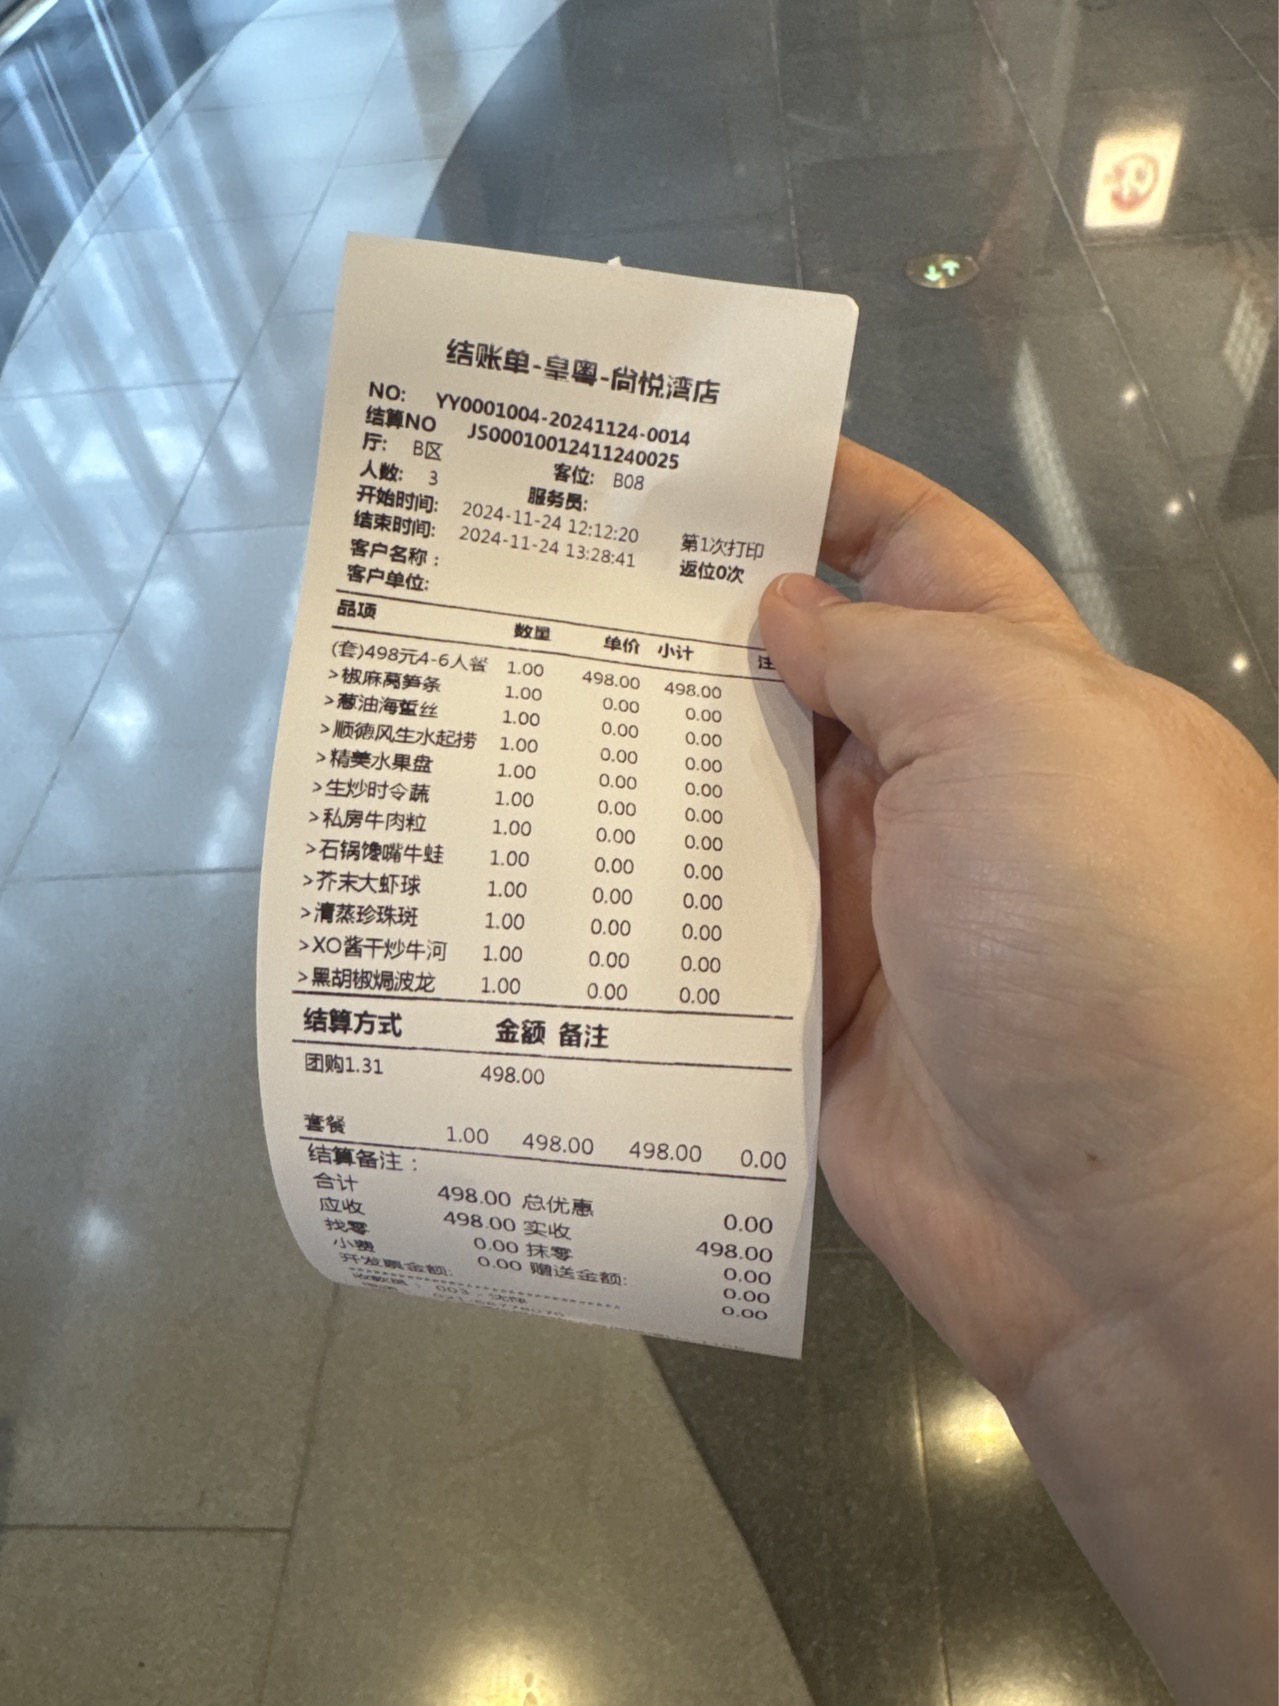 结账单-皇粤-尚悦湾店
NO: YY0001004-20241124-0014
结算NO JS00010012411240025
厅: B区 客位: B08
人数: 3 服务员:
开始时间: 2024-11-24 12:12:20 第1次打印
结束时间: 2024-11-24 13:28:41 返位0次
客户名称:
客户单位:
品项 数量 单价 小计 注
(套)498元4-6人餐 1.00 498.00 498.00
>椒麻莴笋条 1.00 0.00 0.00
>葱油海蜇丝 1.00 0.00 0.00
>顺德风生水起捞 1.00 0.00 0.00
>精美水果盘 1.00 0.00 0.00
>生炒时令蔬 1.00 0.00 0.00
>私房牛肉粒 1.00 0.00 0.00
>石锅馋嘴牛蛙 1.00 0.00 0.00
>芥末大虾球 1.00 0.00 0.00
>清蒸珍珠斑 1.00 0.00 0.00
>XO酱干炒牛河 1.00 0.00 0.00
>黑胡椒焗波龙 1.00 0.00 0.00
结算方式 金额 备注
团购1.31 498.00
套餐 1.00 498.00 498.00 0.00
结算备注:
合计 498.00 总优惠 0.00
应收 498.00 实收 498.00
找零 0.00 抹零 0.00
小费 0.00 赠送金额: 0.00
开发票金额: 0.00
收款员: 003